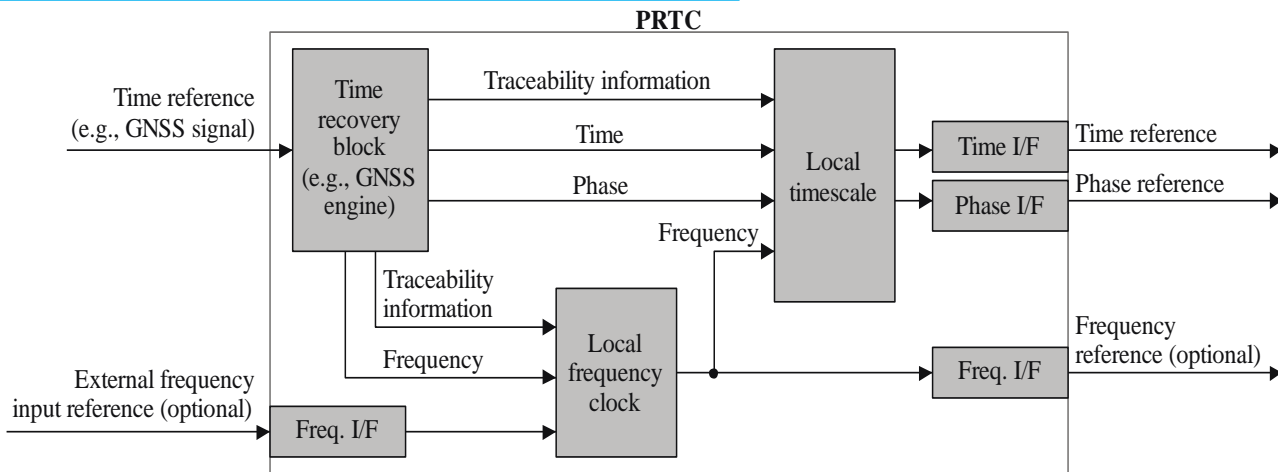 PRTC
Time reference
(e.g., GNSS signal)
Time
recovery
block
(e.g., GNSS
engine)
Traceability information
Time
Phase
Frequency
Local
timescale
Time I/F
Time reference
Phase I/F
Phase reference
Traceability
information
Frequency
Local
frequency
clock
External frequency
input reference (optional)
Freq. I/F
Freq. I/F
Frequency
reference (optional)